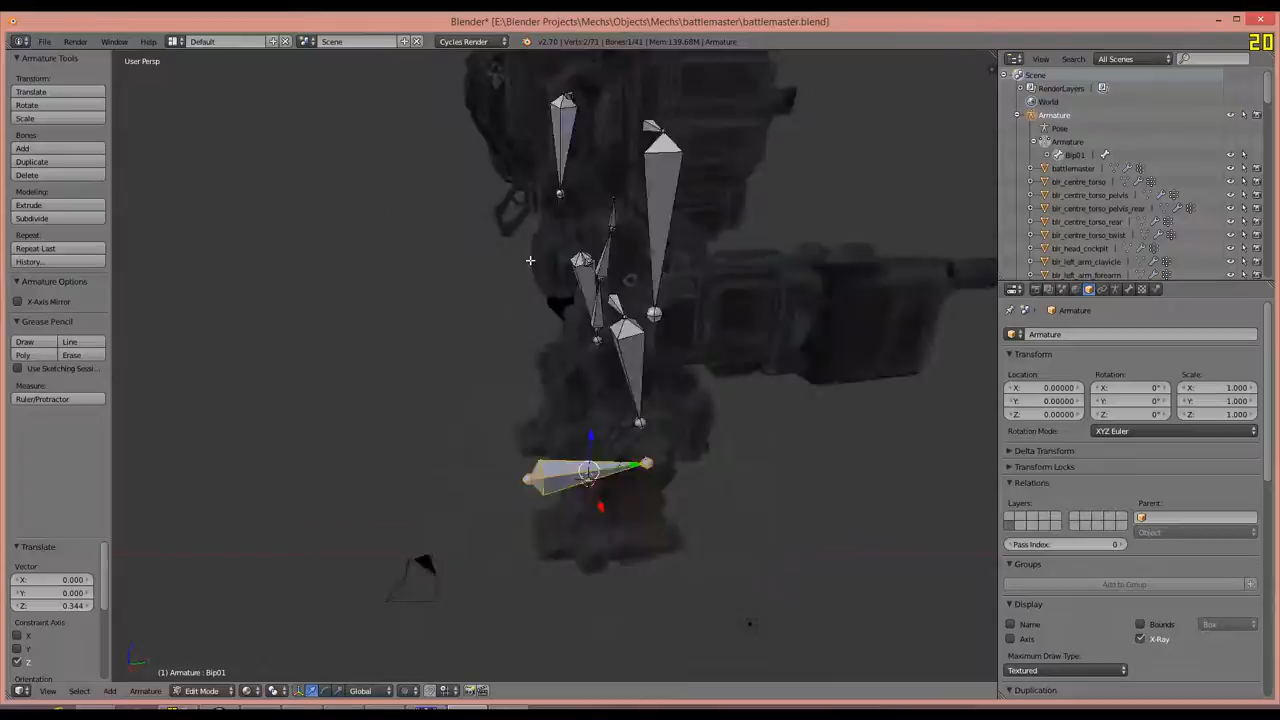 Blender* [E:\Blender Projects\Mechs\Objects\Mechs\battlemaster\battlemaster.blend]
File Render Window Help Default Scene Cycles Render v2.70 | Verts:2/71 | Bones:1/41 | Mem:139.68M | Armature
20
Armature Tools
Transform:
Translate
Rotate
Scale
Bones:
Add
Duplicate
Delete
Modeling:
Extrude
Subdivide
Repeat:
Repeat Last
History...
Armature Options
X-Axis Mirror
Grease Pencil
Draw Line
Poly Erase
Use Sketching Sessi...
Measure:
Ruler/Protractor
Translate
Vector
X: 0.000
Y: 0.000
Z: 0.344
Constraint Axis
X
Y
Z
Orientation
User Persp
(1) Armature : Bip01
View Select Add Armature Edit Mode Global
View Search All Scenes
Scene
RenderLayers
World
Armature
Pose
Armature
Bip01
battlemaster
blr_centre_torso
blr_centre_torso_pelvis
blr_centre_torso_pelvis_rear
blr_centre_torso_rear
blr_centre_torso_twist
blr_head_cockpit
blr_left_arm_clavicle
blr_left_arm_forearm
Armature
Armature
Transform
Location: Rotation: Scale:
X: 0.00000 X: 0° X: 1.000
Y: 0.00000 Y: 0° Y: 1.000
Z: 0.00000 Z: 0° Z: 1.000
Rotation Mode: XYZ Euler
Delta Transform
Transform Locks
Relations
Layers: Parent:
Object
Pass Index: 0
Groups
Add to Group
Display
Name Bounds Box
Axis X-Ray
Maximum Draw Type:
Textured
Duplication